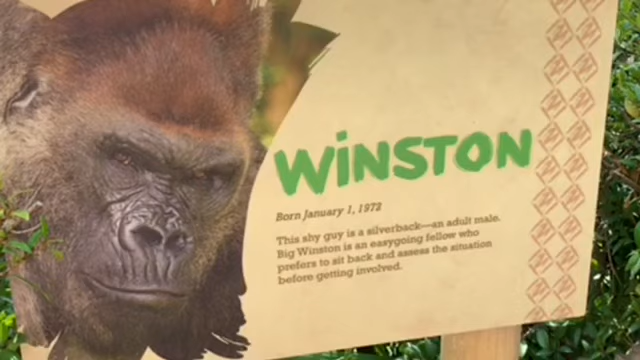 WiNSTON
Born January 1, 1972
This shy guy is a silverback—an adult male.
Big Winston is an easygoing fellow who
prefers to sit back and assess the situation
before getting involved.